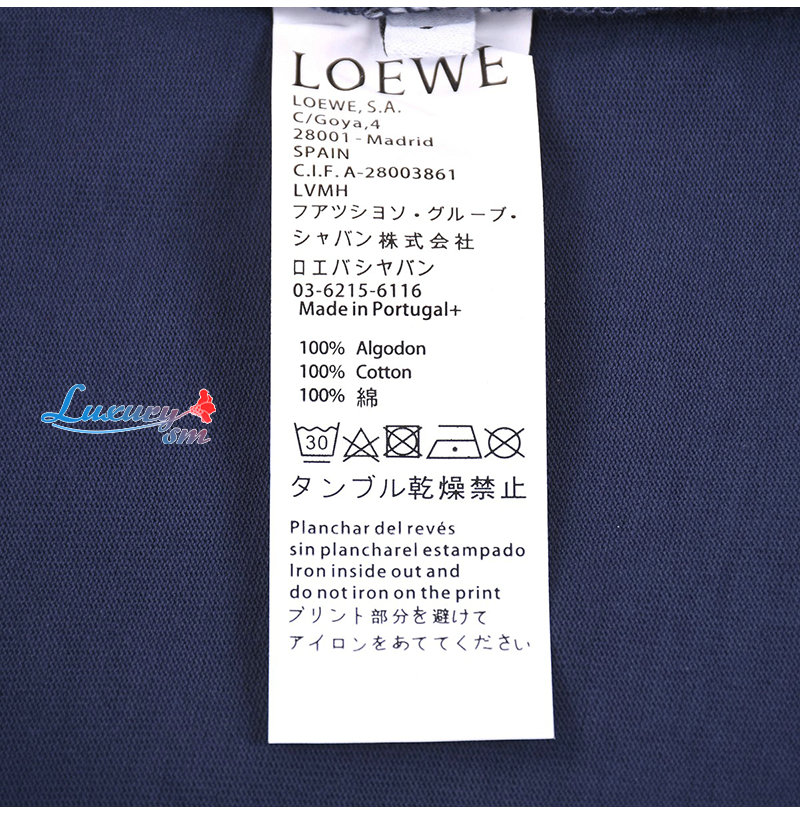 LOEWE
LOEWE, S.A.
C/Goya,4
28001 - Madrid
SPAIN
C.I.F. A-28003861
LVMH
フアツシヨソ・グループ・
シャバン株式会社
ロエバシヤバン
03-6215-6116
Made in Portugal+
100% Algodon
100% Cotton
100% 綿
30
タンブル乾燥禁止
Planchar del revés
sin plancharel estampado
Iron inside out and
do not iron on the print
プリント部分を避けて
アイロンをあててください
Luxury
sm